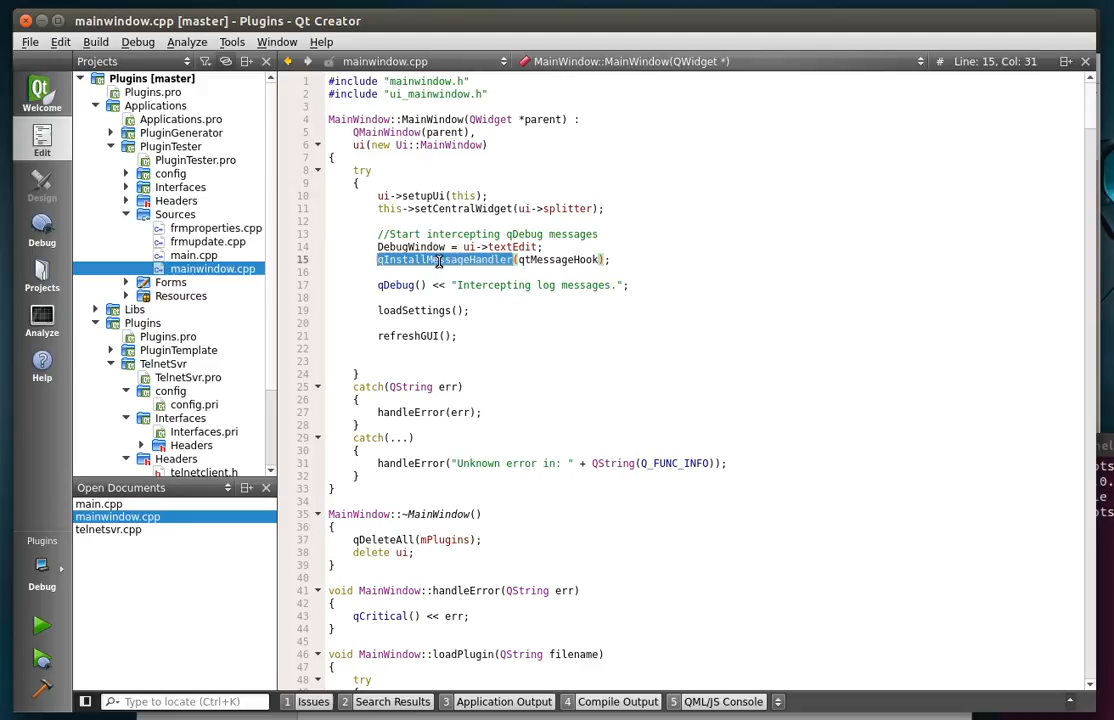 mainwindow.cpp [master] - Plugins - Qt Creator
File Edit Build Debug Analyze Tools Window Help
Projects
mainwindow.cpp
MainWindow::MainWindow(QWidget *)
# Line: 15, Col: 31
Welcome
Edit
Design
Debug
Projects
Analyze
Help
Plugins
Debug
Plugins [master]
Plugins.pro
Applications
Applications.pro
PluginGenerator
PluginTester
PluginTester.pro
config
Interfaces
Headers
Sources
frmproperties.cpp
frmupdate.cpp
main.cpp
mainwindow.cpp
Forms
Resources
Libs
Plugins
Plugins.pro
PluginTemplate
TelnetSvr
TelnetSvr.pro
config
config.pri
Interfaces
Interfaces.pri
Headers
Headers
telnetclient.h
Open Documents
main.cpp
mainwindow.cpp
telnetsvr.cpp
1 #include "mainwindow.h"
2 #include "ui_mainwindow.h"
3
4 MainWindow::MainWindow(QWidget *parent) :
5 QMainWindow(parent),
6 ui(new Ui::MainWindow)
7 {
8 try
9 {
10 ui->setupUi(this);
11 this->setCentralWidget(ui->splitter);
12
13 //Start intercepting qDebug messages
14 DebugWindow = ui->textEdit;
15 qInstallMessageHandler(qtMessageHook);
16
17 qDebug() << "Intercepting log messages.";
18
19 loadSettings();
20
21 refreshGUI();
22
23
24 }
25 catch(QString err)
26 {
27 handleError(err);
28 }
29 catch(...)
30 {
31 handleError("Unknown error in: " + QString(Q_FUNC_INFO));
32 }
33 }
34
35 MainWindow::~MainWindow()
36 {
37 qDeleteAll(mPlugins);
38 delete ui;
39 }
40
41 void MainWindow::handleError(QString err)
42 {
43 qCritical() << err;
44 }
45
46 void MainWindow::loadPlugin(QString filename)
47 {
48 try
Type to locate (Ctrl+K)
1 Issues 2 Search Results 3 Application Output 4 Compile Output 5 QML/JS Console